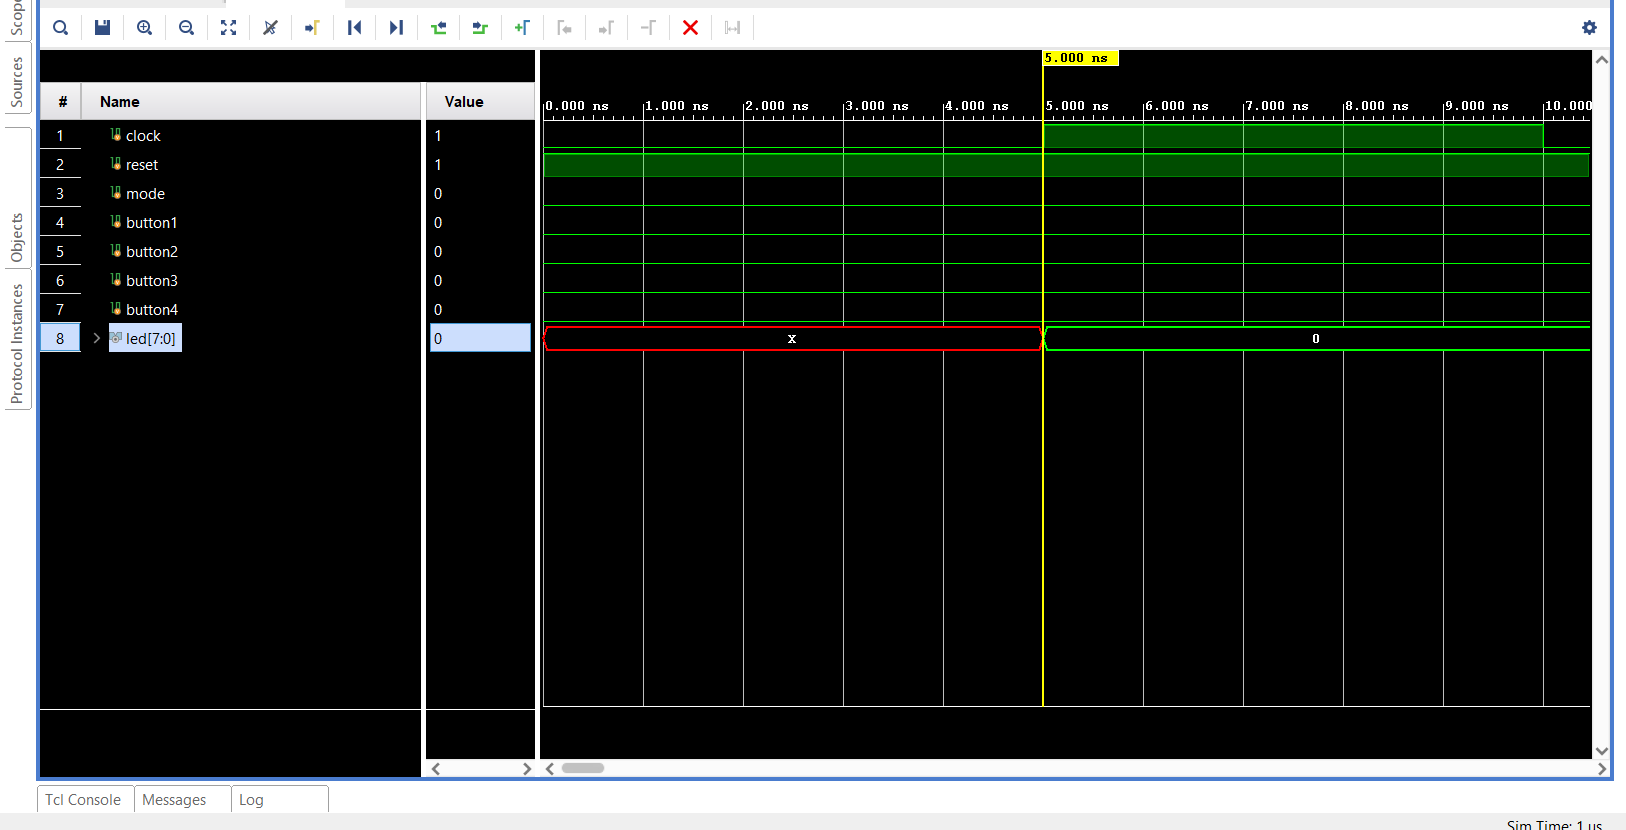 Scope
Sources
Objects
Protocol Instances
# Name Value
1 clock 1
2 reset 1
3 mode 0
4 button1 0
5 button2 0
6 button3 0
7 button4 0
8 led[7:0] 0
5.000 ns
0.000 ns 1.000 ns 2.000 ns 3.000 ns 4.000 ns 5.000 ns 6.000 ns 7.000 ns 8.000 ns 9.000 ns 10.000
X 0
Tcl Console Messages Log
Sim Time: 1 us